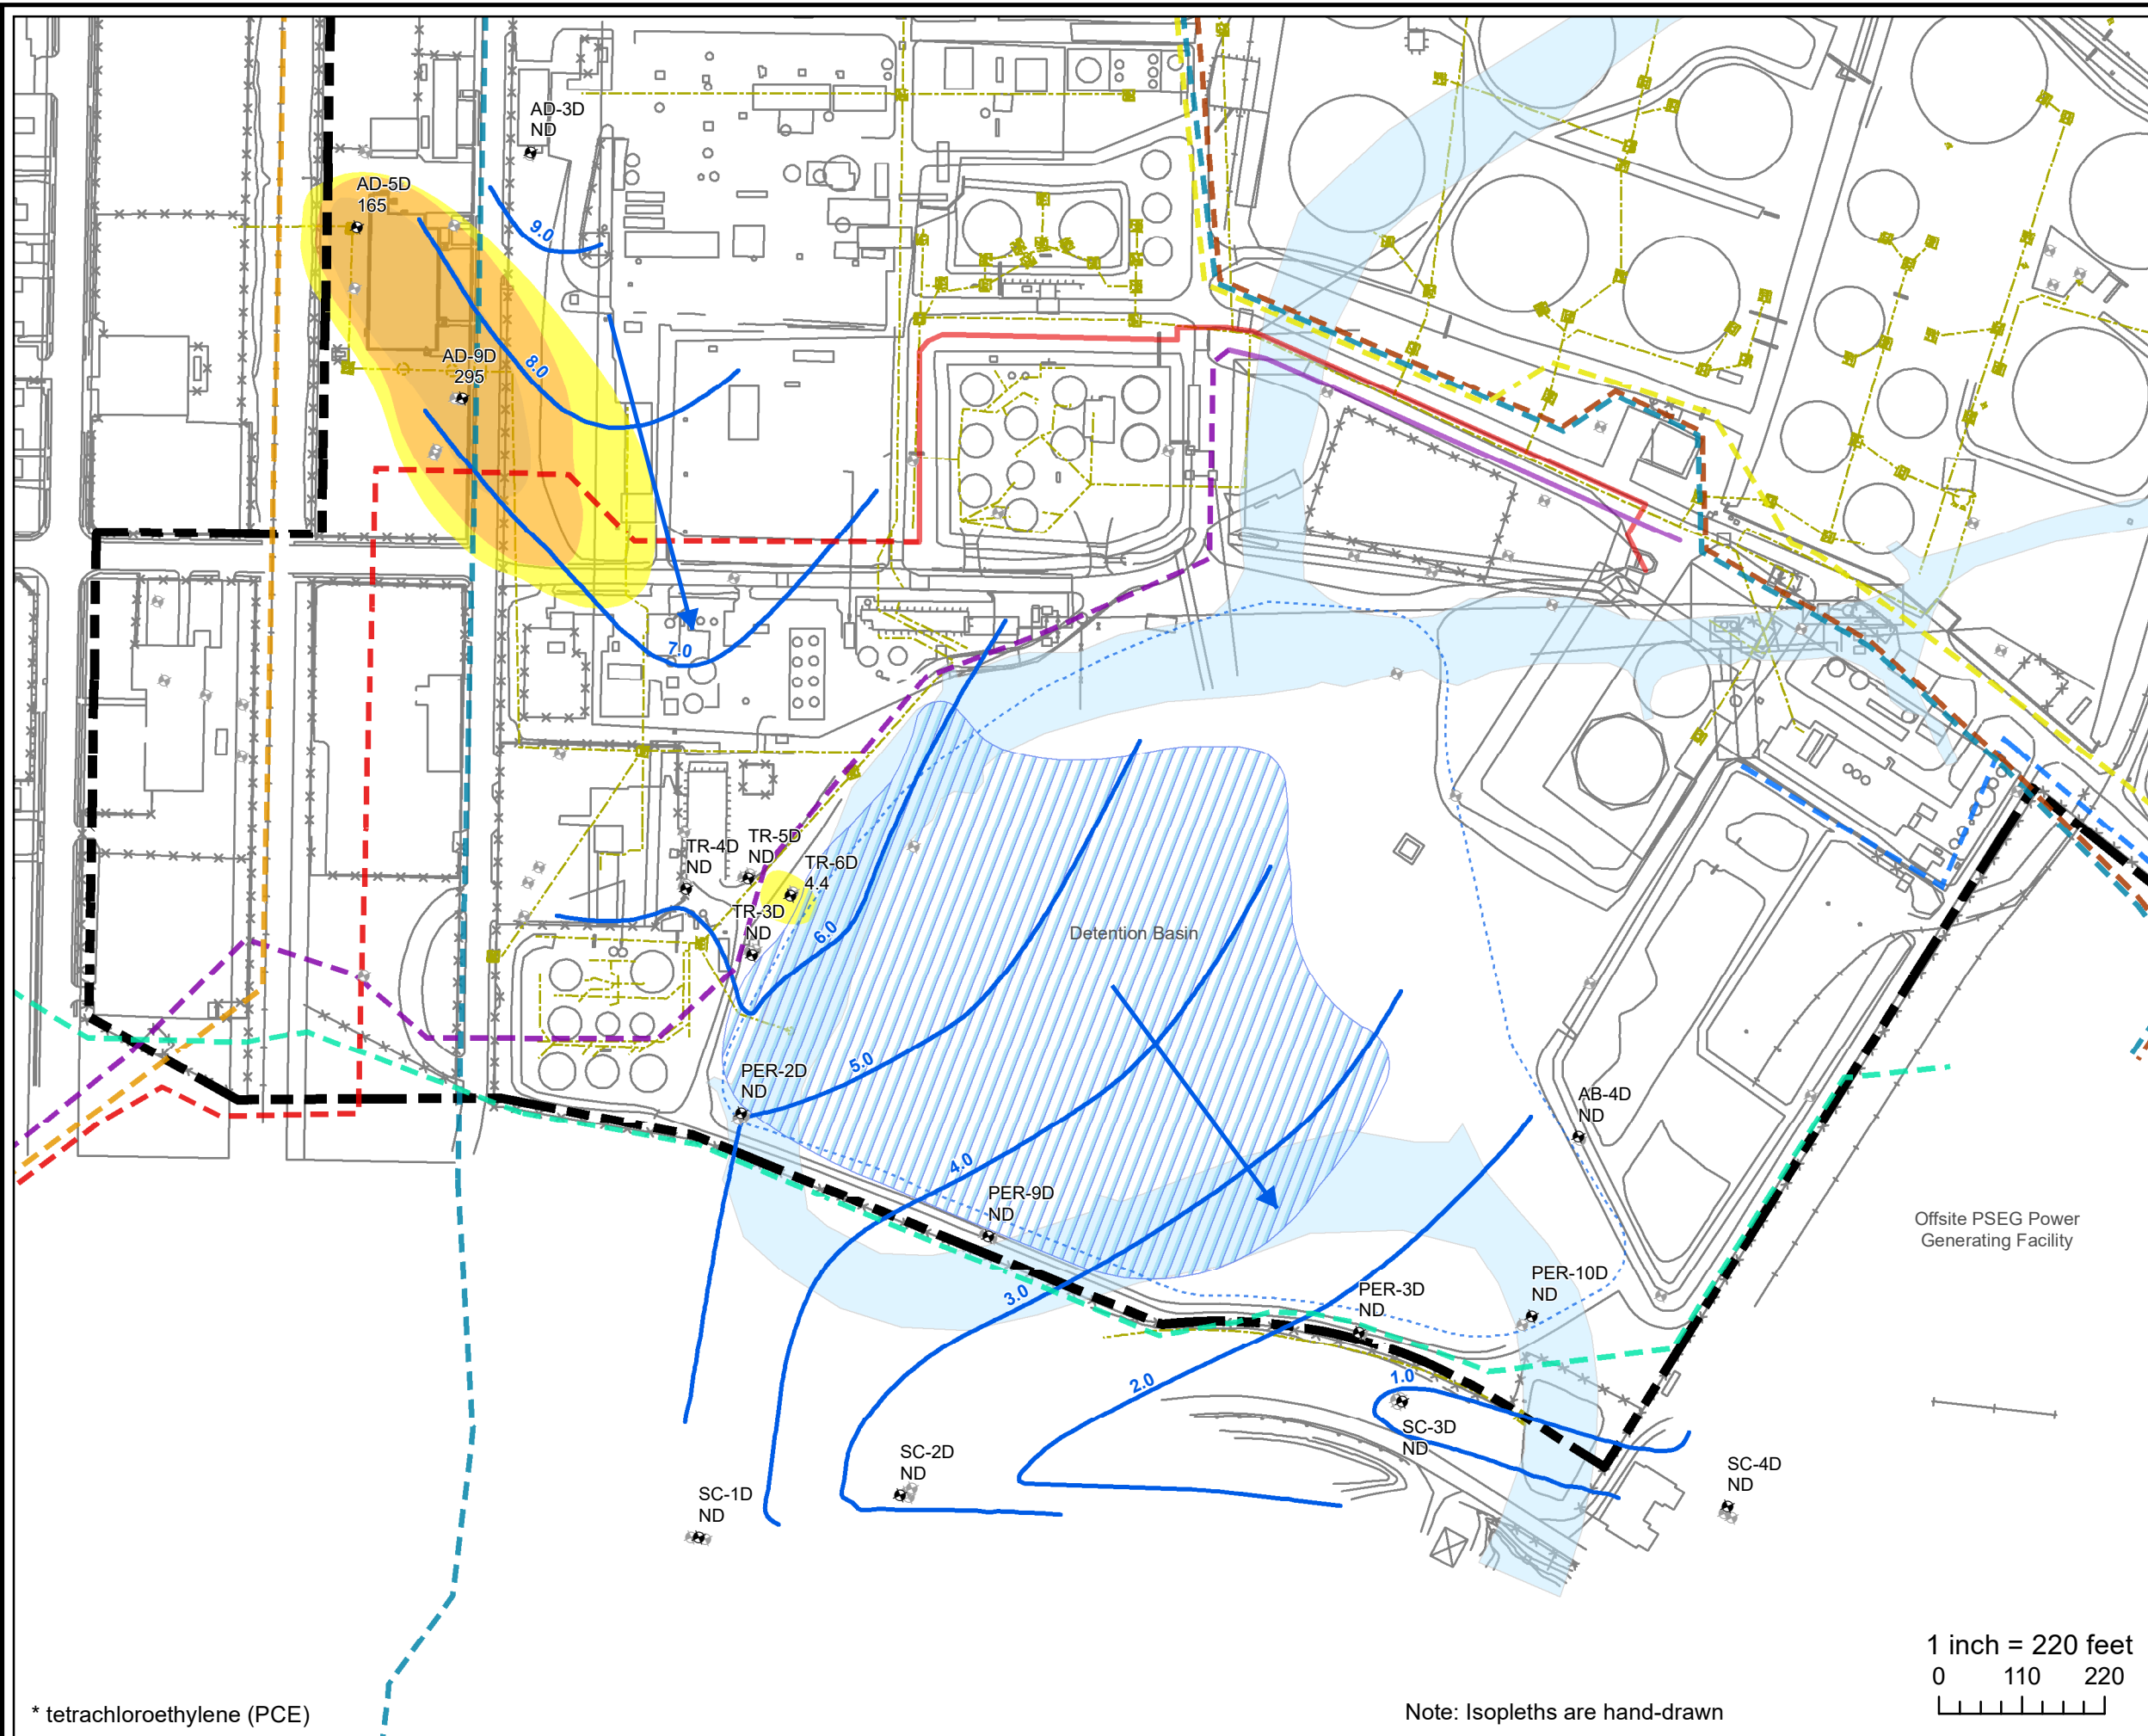 AD-3D
ND
AD-5D
165
9.0
AD-9D
295
8.0
7.0
TR-4D
ND
TR-5D
ND
TR-6D
4.4
TR-3D
ND
6.0
Detention Basin
5.0
PER-2D
ND
AB-4D
ND
4.0
PER-9D
ND
Offsite PSEG Power
Generating Facility
3.0
PER-3D
ND
PER-10D
ND
2.0
1.0
SC-3D
ND
SC-2D
ND
SC-1D
ND
SC-4D
ND
1 inch = 220 feet
0 110 220
* tetrachloroethylene (PCE)
Note: Isopleths are hand-drawn